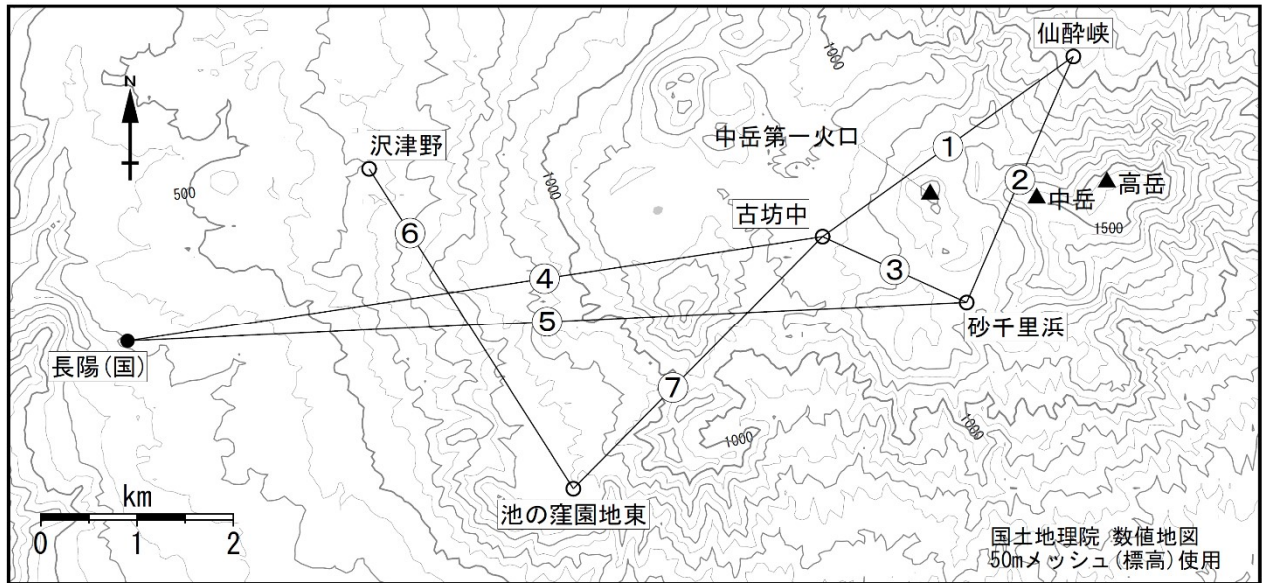 仙酔峡
1000
N
沢津野
中岳第一火口
①
500
1000
②
高岳
中岳
古坊中
⑥
1500
③
④
⑤
砂千里浜
長陽(国)
⑦
1000
1000
km
池の窪園地東
0 1 2
国土地理院 数値地図
50mメッシュ(標高)使用